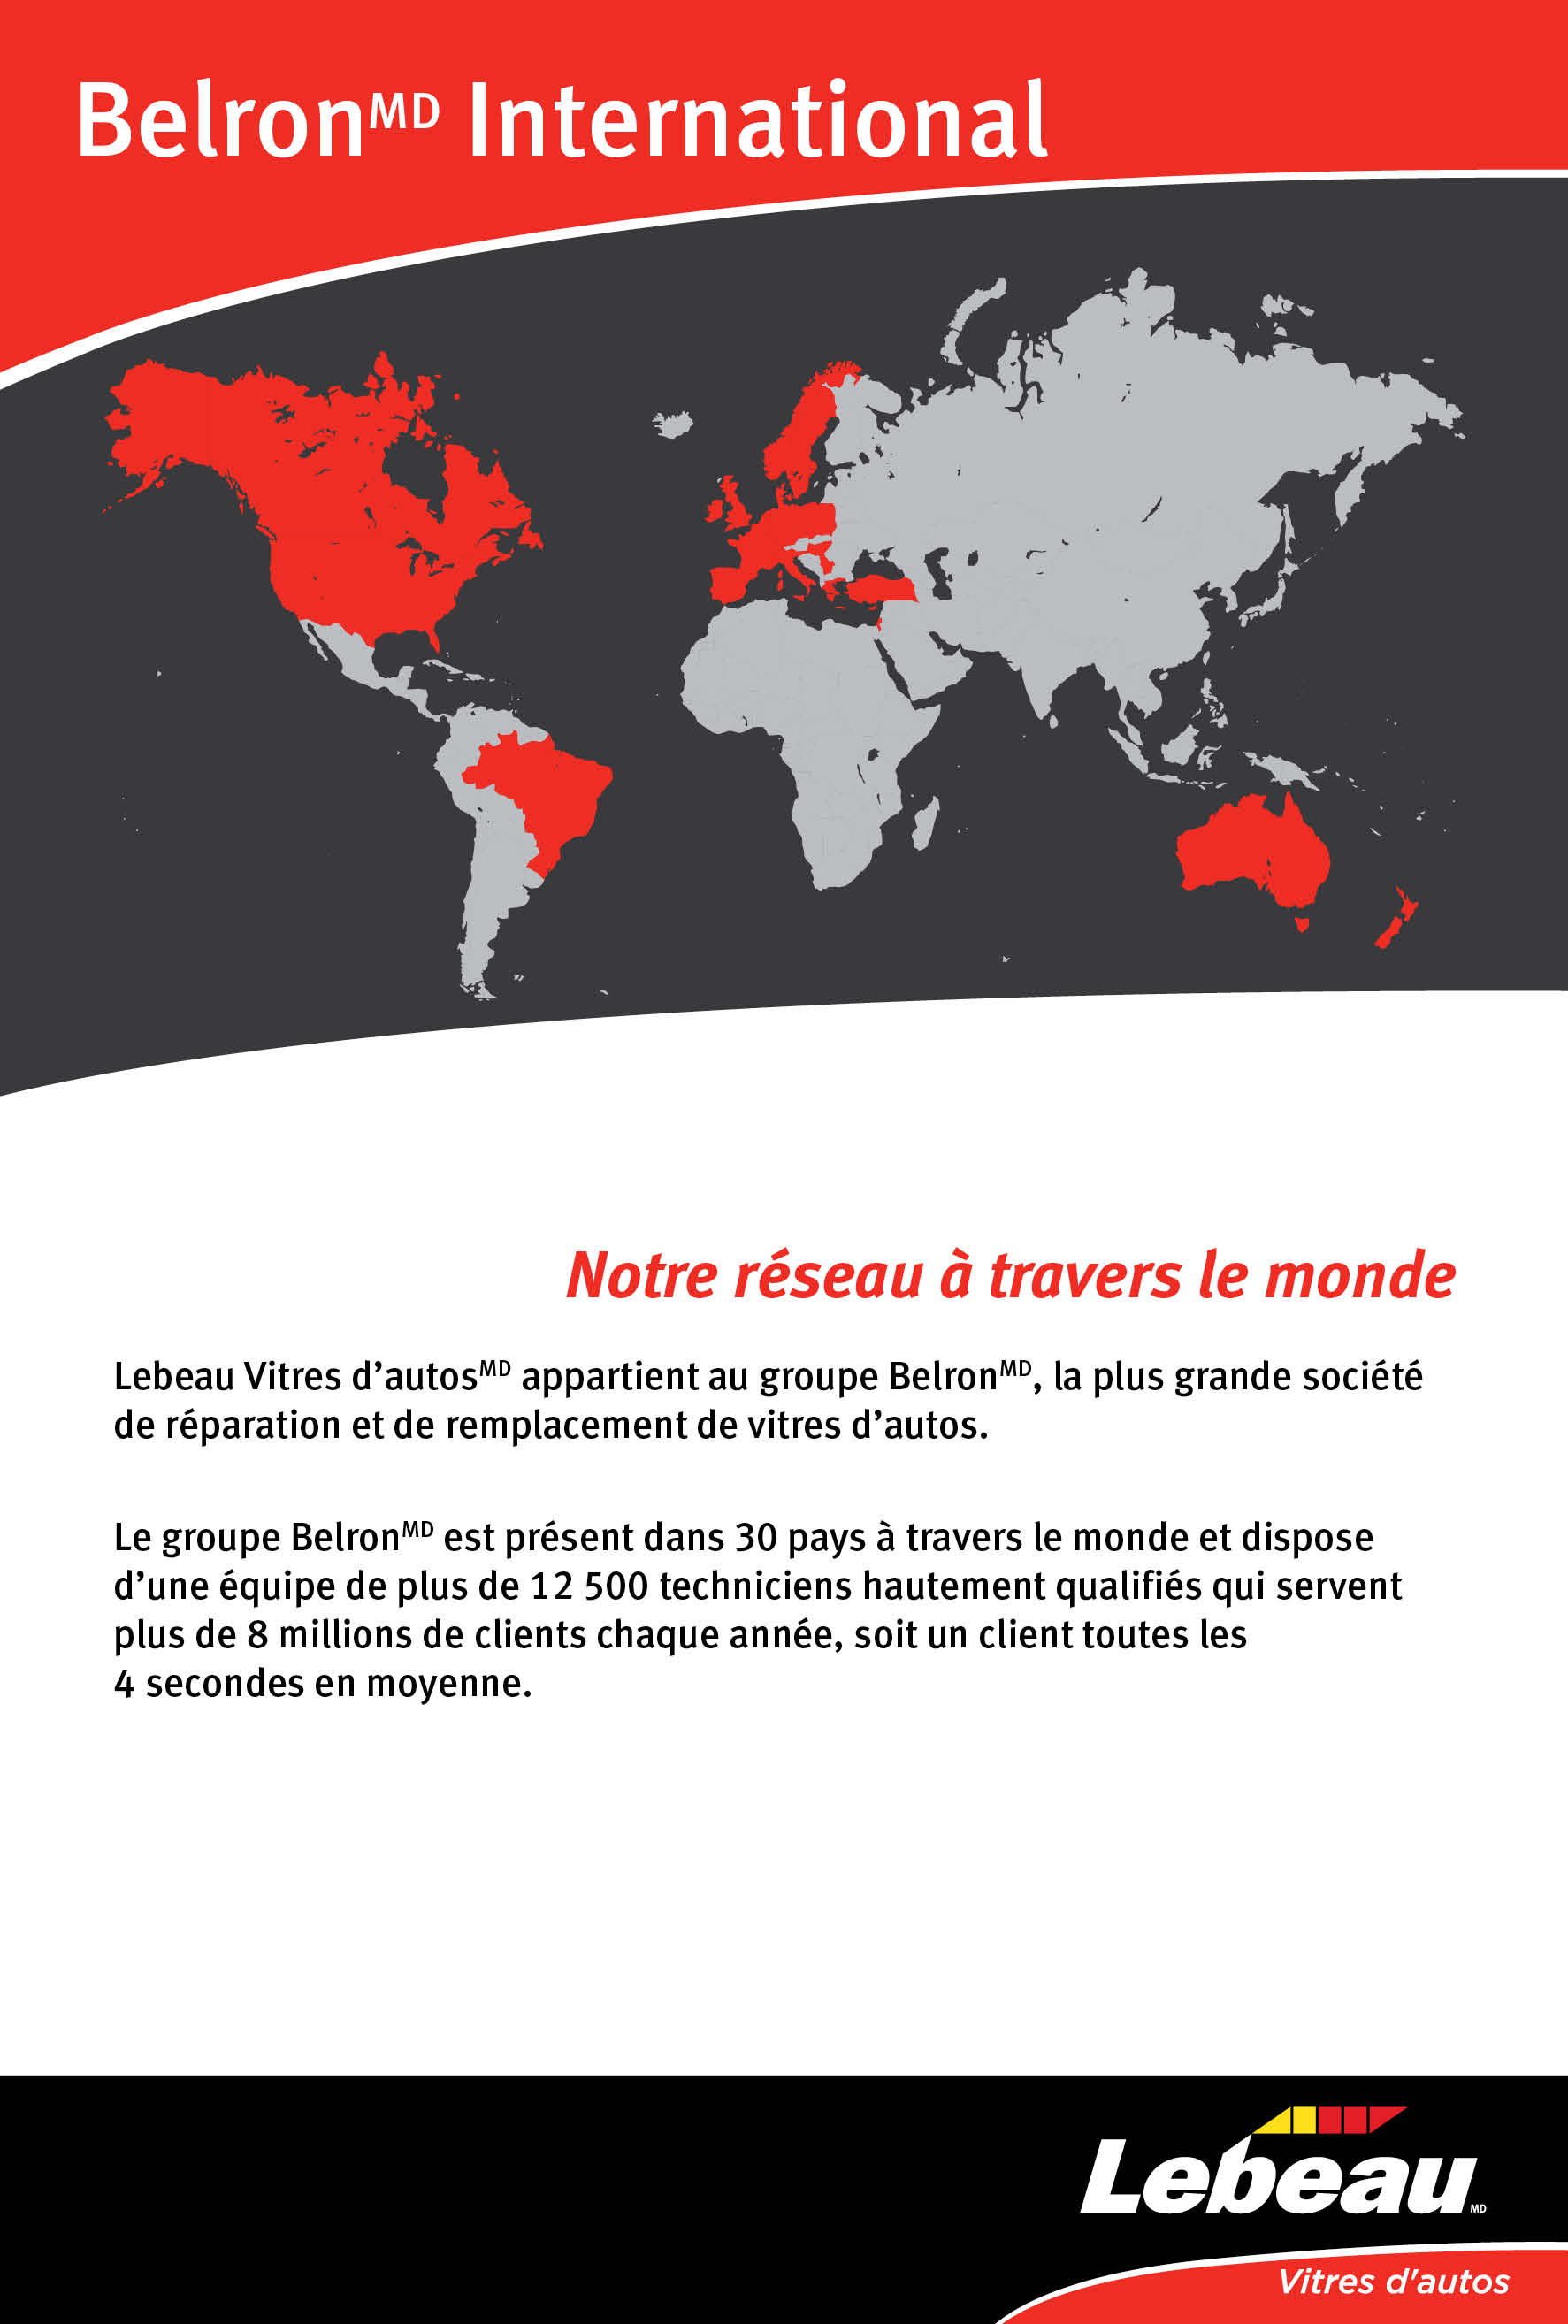 Belron MD International
Notre réseau à travers le monde
Lebeau Vitres d’autos MD appartient au groupe Belron MD, la plus grande société
de réparation et de remplacement de vitres d’autos.
Le groupe Belron MD est présent dans 30 pays à travers le monde et dispose
d’une équipe de plus de 12 500 techniciens hautement qualifiés qui servent
plus de 8 millions de clients chaque année, soit un client toutes les
4 secondes en moyenne.
Lebeau MD
Vitres d'autos